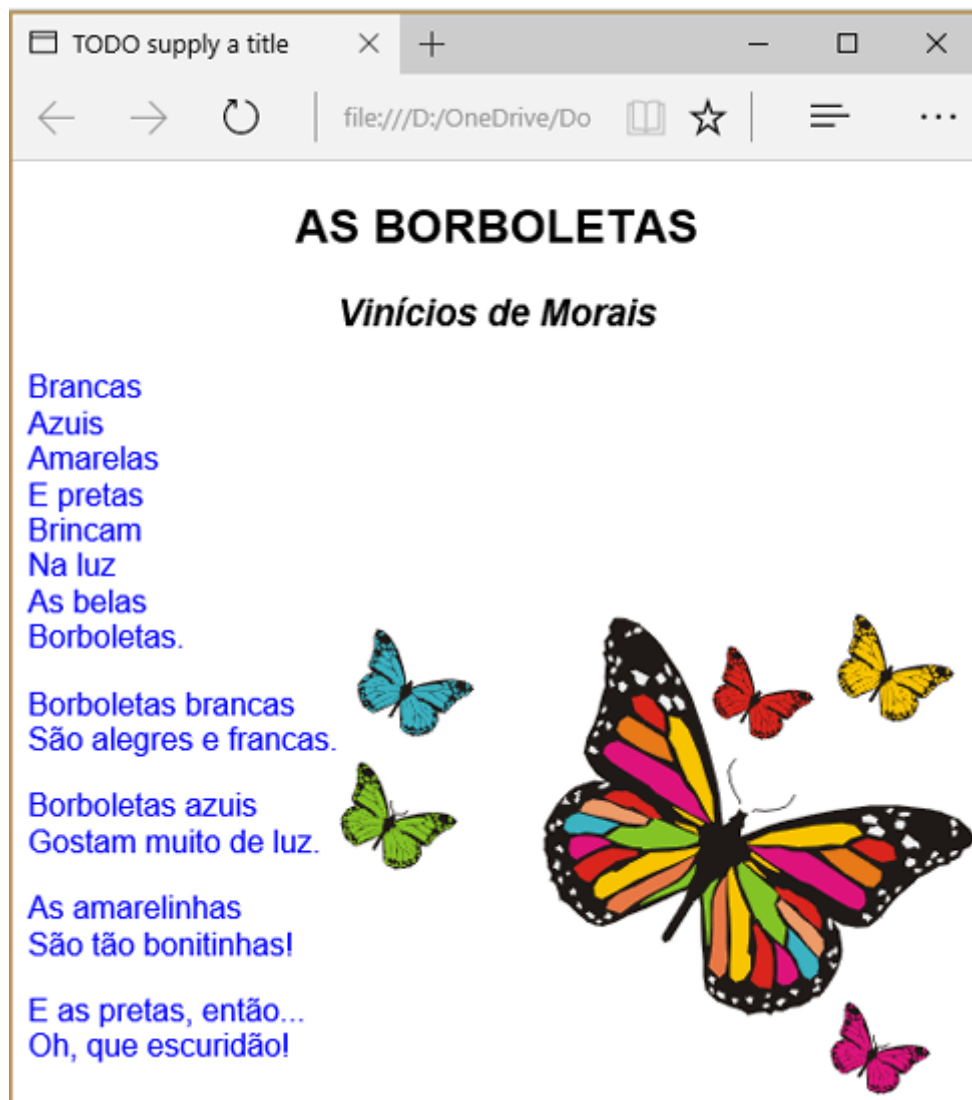 TODO supply a title
file:///D:/OneDrive/Do
AS BORBOLETAS
Vinícios de Morais
Brancas
Azuis
Amarelas
E pretas
Brincam
Na luz
As belas
Borboletas.
Borboletas brancas
São alegres e francas.
Borboletas azuis
Gostam muito de luz.
As amarelinhas
São tão bonitinhas!
E as pretas, então...
Oh, que escuridão!